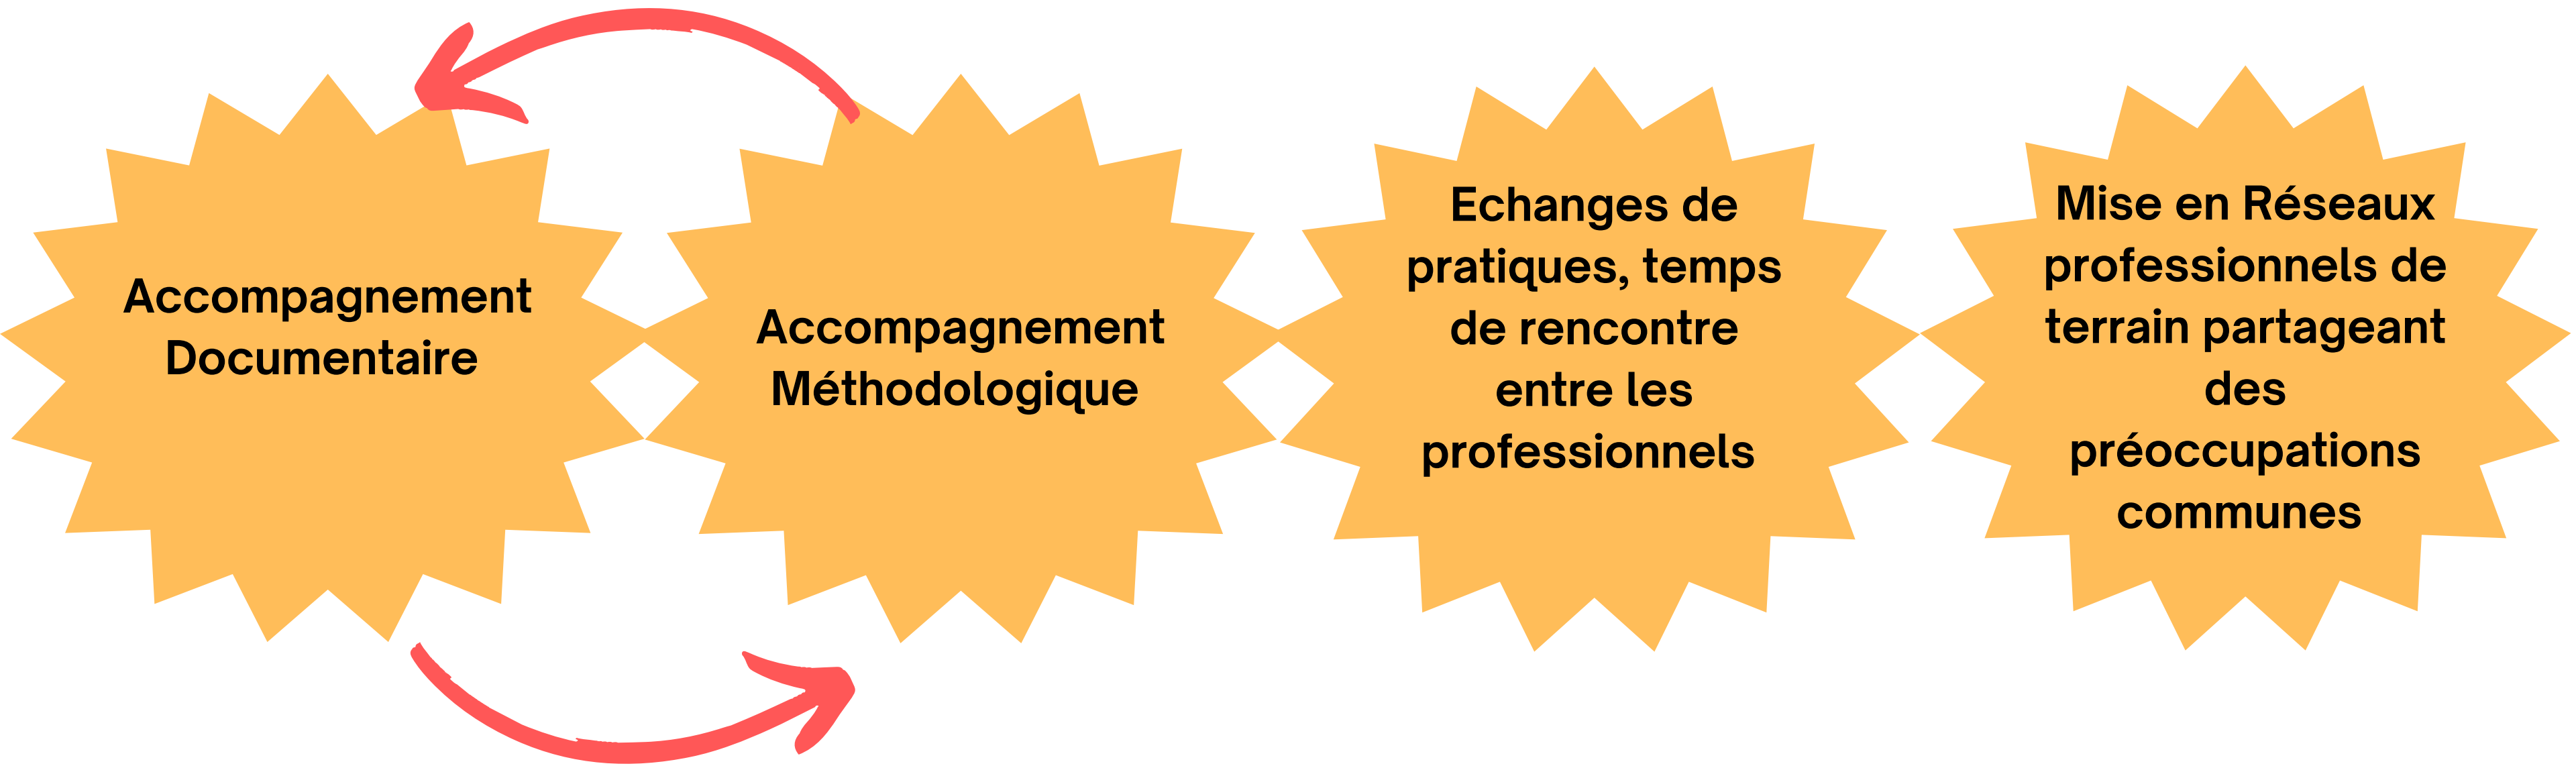 Accompagnement
Documentaire
Accompagnement
Méthodologique
Echanges de
pratiques, temps
de rencontre
entre les
professionnels
Mise en Réseaux
professionnels de
terrain partageant
des
préoccupations
communes